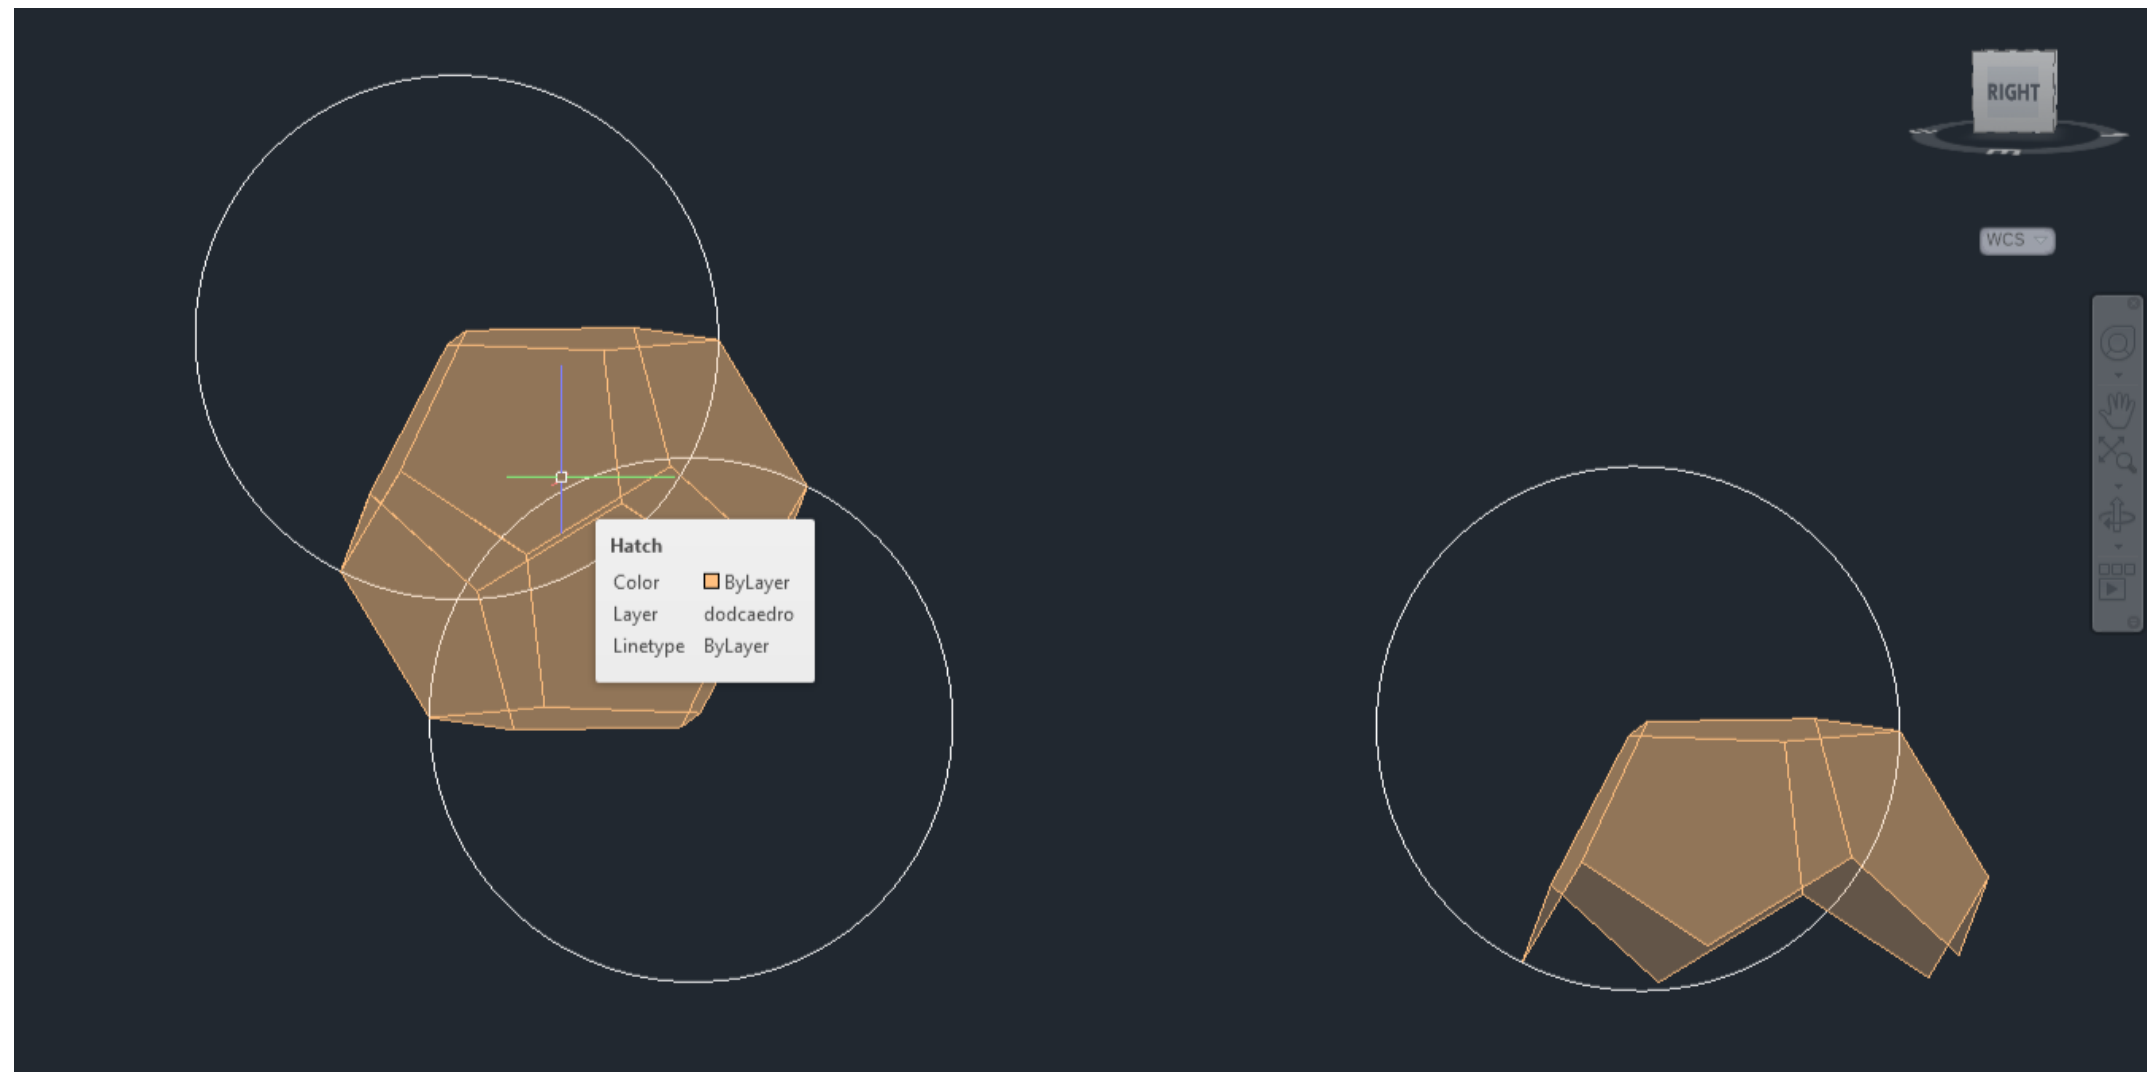 RIGHT
E
WCS
Hatch
Color ByLayer
Layer dodcaedro
Linetype ByLayer